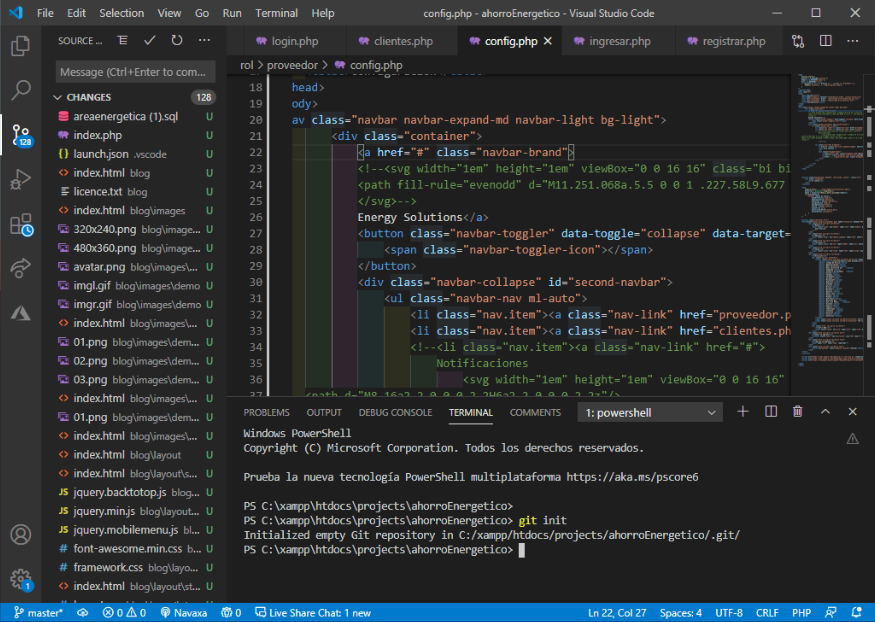 File Edit Selection View Go Run Terminal Help config.php - ahorroEnergetico - Visual Studio Code
SOURCE ...
login.php clientes.php config.php ingresar.php registrar.php
rol > proveedor > config.php
Message (Ctrl+Enter to com...
CHANGES 128
areaenergetica (1).sql U
index.php U
launch.json .vscode U
index.html blog U
licence.txt blog U
index.html blog\images U
320x240.png blog\image... U
480x360.png blog\image... U
avatar.png blog\images\... U
imgl.gif blog\images\demo U
imgr.gif blog\images\demo U
index.html blog\images\... U
01.png blog\images\dem... U
02.png blog\images\dem... U
03.png blog\images\dem... U
index.html blog\images\... U
01.png blog\images\dem... U
index.html blog\images\... U
index.html blog\layout U
index.html blog\layout\s... U
jquery.backtotop.js blog... U
jquery.min.js blog\layout... U
jquery.mobilemenu.js bl... U
font-awesome.min.css b... U
framework.css blog\layo... U
index.html blog\layout\st... U
128
1
18 head>
19 ody>
20 av class="navbar navbar-expand-md navbar-light bg-light">
21 <div class="container">
22 <a href="#" class="navbar-brand">
23 <!--<svg width="1em" height="1em" viewBox="0 0 16 16" class="bi bi
24 <path fill-rule="evenodd" d="M11.251.068a.5.5 0 0 1 .227.58L9.677
25 </svg>-->
26 Energy Solutions</a>
27 <button class="navbar-toggler" data-toggle="collapse" data-target=
28 <span class="navbar-toggler-icon"></span>
29 </button>
30 <div class="navbar-collapse" id="second-navbar">
31 <ul class="navbar-nav ml-auto">
32 <li class="nav.item"><a class="nav-link" href="proveedor.p
33 <li class="nav.item"><a class="nav-link" href="clientes.ph
34 <!--<li class="nav.item"><a class="nav-link" href="#">
35 Notificaciones
36 <svg width="1em" height="1em" viewBox="0 0 16 16"
PROBLEMS OUTPUT DEBUG CONSOLE TERMINAL COMMENTS 1: powershell
Windows PowerShell
Copyright (C) Microsoft Corporation. Todos los derechos reservados.
Prueba la nueva tecnología PowerShell multiplataforma https://aka.ms/pscore6
PS C:\xampp\htdocs\projects\ahorroEnergetico>
PS C:\xampp\htdocs\projects\ahorroEnergetico> git init
Initialized empty Git repository in C:/xampp/htdocs/projects/ahorroEnergetico/.git/
PS C:\xampp\htdocs\projects\ahorroEnergetico>
master* 0 0 Navaxa 0 Live Share Chat: 1 new Ln 22, Col 27 Spaces: 4 UTF-8 CRLF PHP